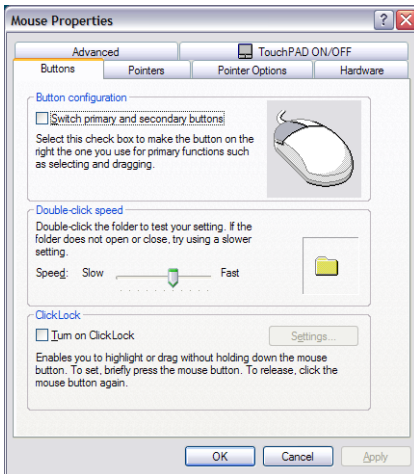 Mouse Properties
Advanced
TouchPAD ON/OFF
Buttons
Pointers
Pointer Options
Hardware
Button configuration
Switch primary and secondary buttons
Select this check box to make the button on the
right the one you use for primary functions such
as selecting and dragging.
Double-click speed
Double-click the folder to test your setting. If the
folder does not open or close, try using a slower
setting.
Speed: Slow Fast
ClickLock
Turn on ClickLock
Settings...
Enables you to highlight or drag without holding down the mouse
button. To set, briefly press the mouse button. To release, click the
mouse button again.
OK Cancel Apply